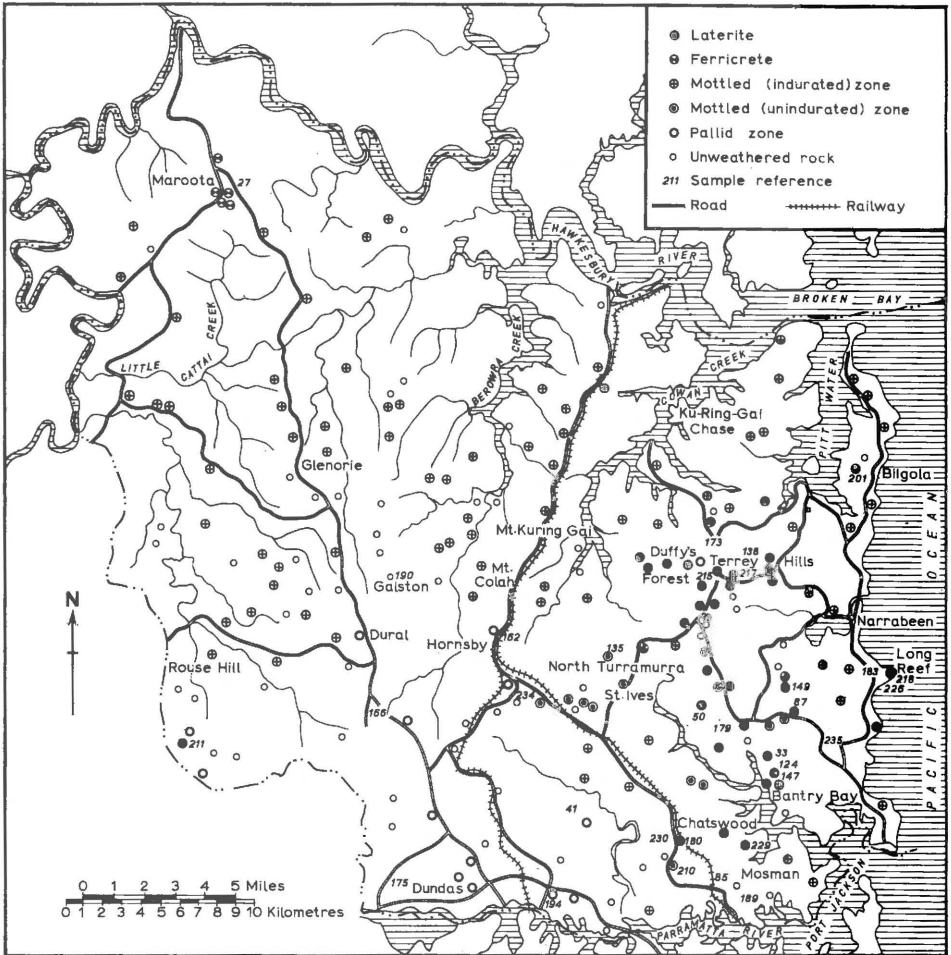 Laterite
Ferricrete
Mottled (indurated) zone
Mottled (unindurated) zone
Pallid zone
Unweathered rock
211 Sample reference
Road Railway
Maroota
27
HAWKESBURY
RIVER
BROKEN BAY
LITTLE
CATTAI
CREEK
BEROWRA
CREEK
COWAN
CREEK
PITT WATER
Ku-Ring-Gai
Chase
Glenorie
201
Bilgola
PACIFIC OCEAN
Mt.Kuring Gai
173
Duffy's
Forest
Terrey
Hills
138
217
215
190
Galston
Mt.
Colah
N
Dural
Hornsby
162
135
Narrabeen
Rouse Hill
North Turramurra
Long
Reef
183
218
226
St. Ives
234
149
166
50
87
179
235
211
33
124
147
Bantry Bay
41
Chatswood
230
180
229
Mosman
0 1 2 3 4 5 Miles
0 1 2 3 4 5 6 7 8 9 10 Kilometres
175
Dundas
210
85
189
194
PARRAMATTA RIVER
PORT JACKSON